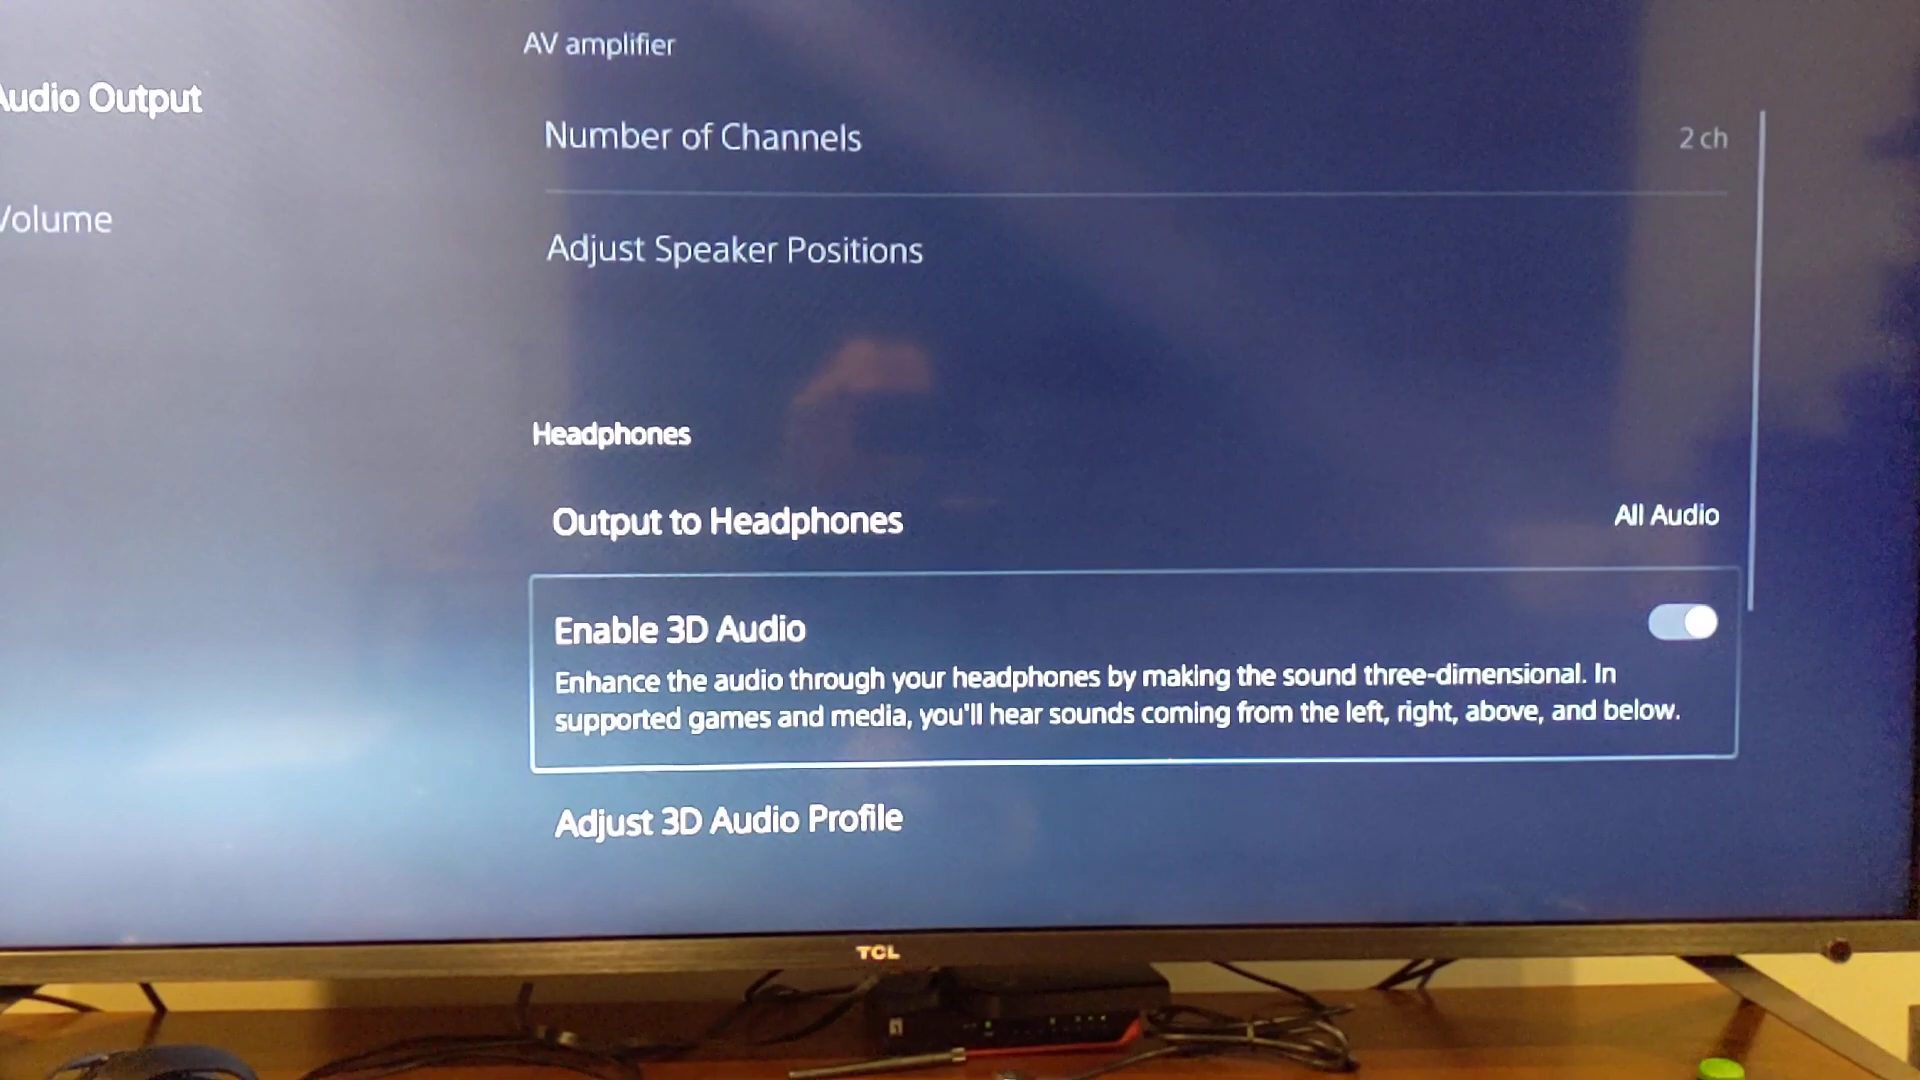 AV amplifier
Audio Output
Number of Channels 2 ch
Volume
Adjust Speaker Positions
Headphones
Output to Headphones All Audio
Enable 3D Audio
Enhance the audio through your headphones by making the sound three-dimensional. In
supported games and media, you'll hear sounds coming from the left, right, above, and below.
Adjust 3D Audio Profile
TCL